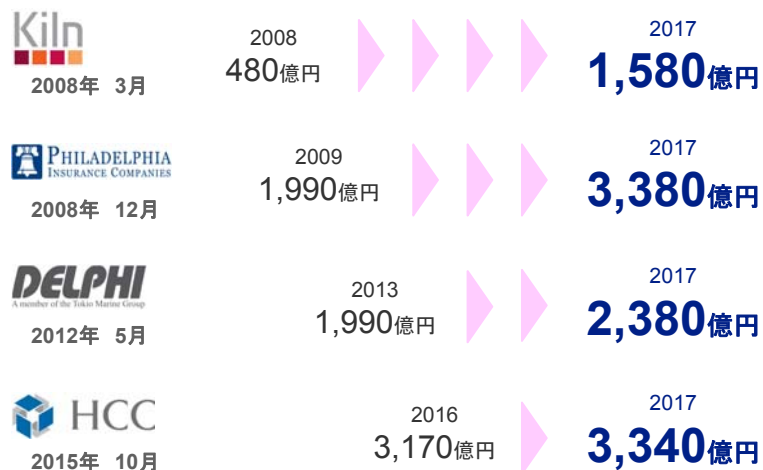 Kiln
2008年 3月
2008
480億円
2017
1,580億円
PHILADELPHIA
INSURANCE COMPANIES
2008年 12月
2009
1,990億円
2017
3,380億円
DELPHI
A member of the Tokio Marine Group
2012年 5月
2013
1,990億円
2017
2,380億円
HCC
2015年 10月
2016
3,170億円
2017
3,340億円